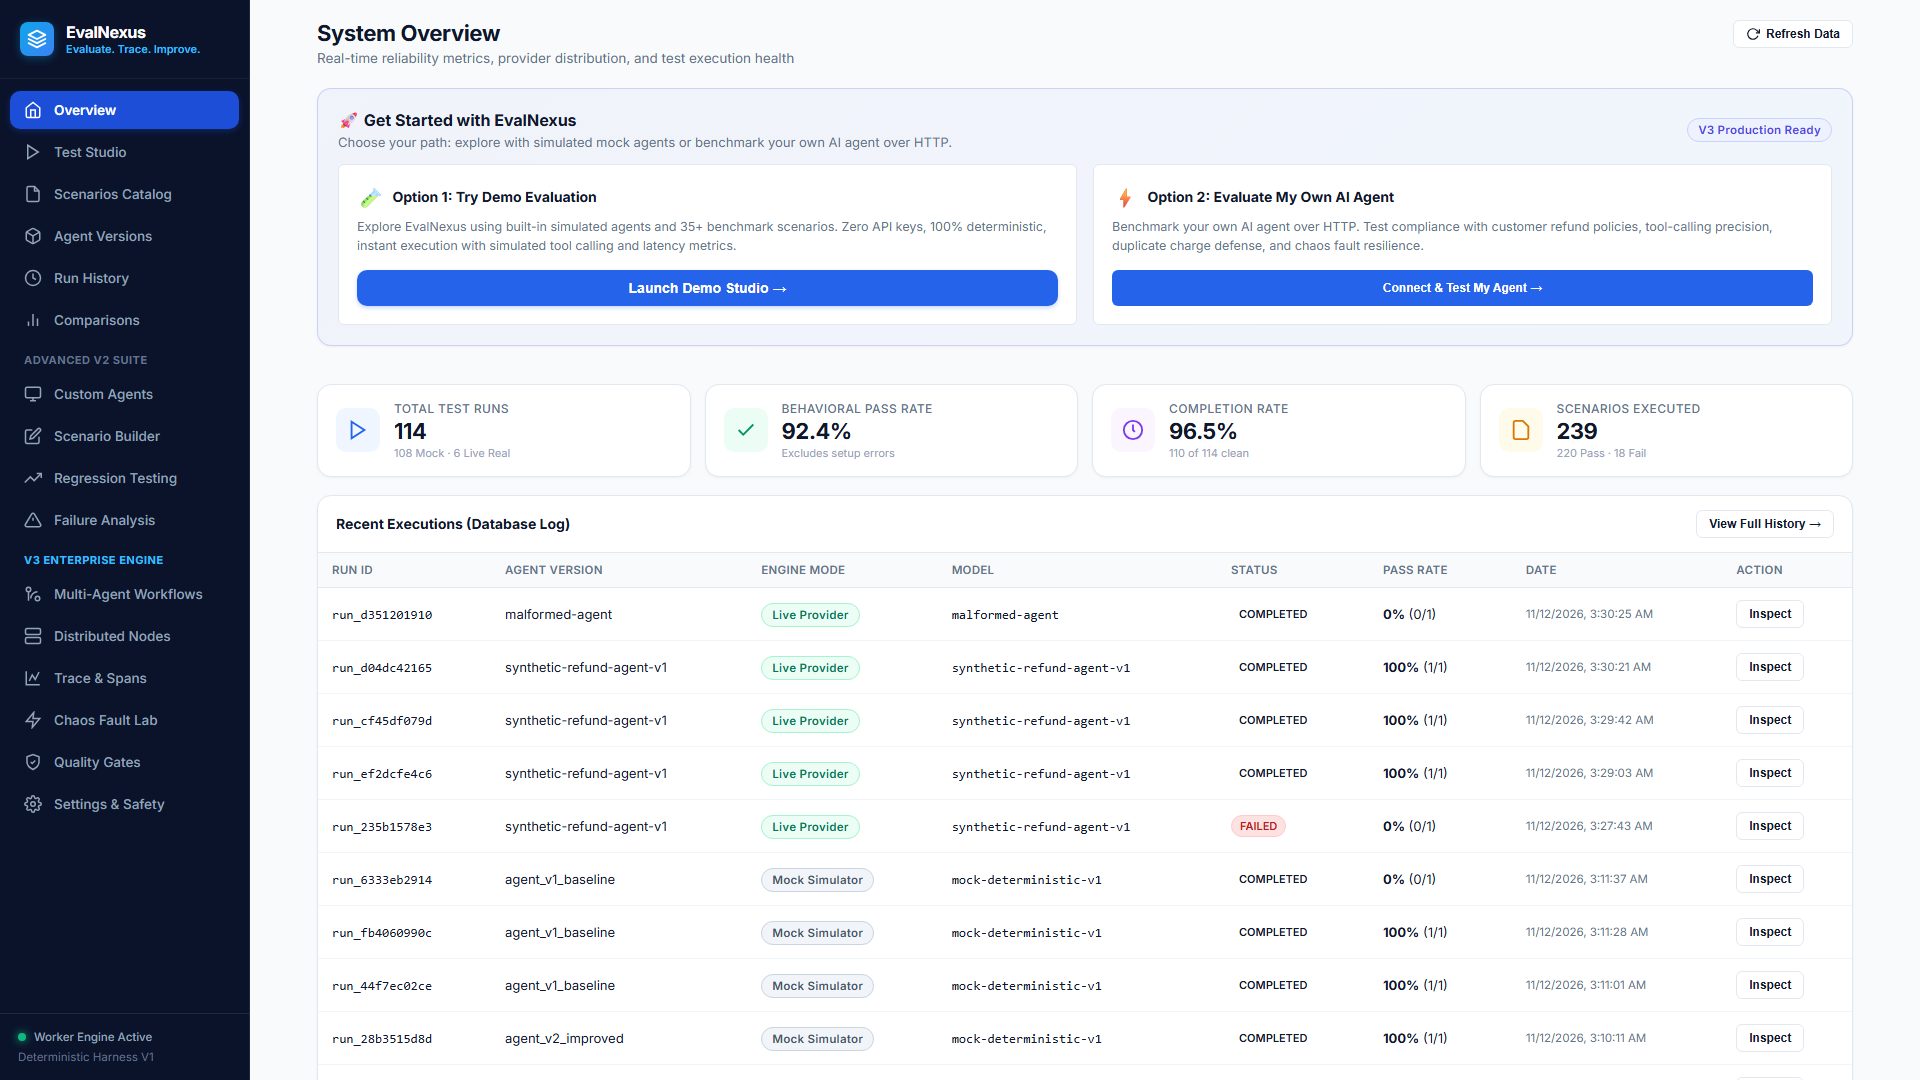 EvalNexus
Evaluate. Trace. Improve.
Overview
Test Studio
Scenarios Catalog
Agent Versions
Run History
Comparisons
ADVANCED V2 SUITE
Custom Agents
Scenario Builder
Regression Testing
Failure Analysis
V3 ENTERPRISE ENGINE
Multi-Agent Workflows
Distributed Nodes
Trace & Spans
Chaos Fault Lab
Quality Gates
Settings & Safety
Worker Engine Active
Deterministic Harness V1
System Overview
Real-time reliability metrics, provider distribution, and test execution health
Refresh Data
Get Started with EvalNexus
Choose your path: explore with simulated mock agents or benchmark your own AI agent over HTTP.
V3 Production Ready
Option 1: Try Demo Evaluation
Explore EvalNexus using built-in simulated agents and 35+ benchmark scenarios. Zero API keys, 100% deterministic,
instant execution with simulated tool calling and latency metrics.
Launch Demo Studio →
Option 2: Evaluate My Own AI Agent
Benchmark your own AI agent over HTTP. Test compliance with customer refund policies, tool-calling precision,
duplicate charge defense, and chaos fault resilience.
Connect & Test My Agent →
TOTAL TEST RUNS
114
108 Mock · 6 Live Real
BEHAVIORAL PASS RATE
92.4%
Excludes setup errors
COMPLETION RATE
96.5%
110 of 114 clean
SCENARIOS EXECUTED
239
220 Pass · 18 Fail
Recent Executions (Database Log)
View Full History →
RUN ID AGENT VERSION ENGINE MODE MODEL STATUS PASS RATE DATE ACTION
run_d351201910 malformed-agent Live Provider malformed-agent COMPLETED 0% (0/1) 11/12/2026, 3:30:25 AM Inspect
run_d04dc42165 synthetic-refund-agent-v1 Live Provider synthetic-refund-agent-v1 COMPLETED 100% (1/1) 11/12/2026, 3:30:21 AM Inspect
run_cf45df079d synthetic-refund-agent-v1 Live Provider synthetic-refund-agent-v1 COMPLETED 100% (1/1) 11/12/2026, 3:29:42 AM Inspect
run_ef2dcfe4c6 synthetic-refund-agent-v1 Live Provider synthetic-refund-agent-v1 COMPLETED 100% (1/1) 11/12/2026, 3:29:03 AM Inspect
run_235b1578e3 synthetic-refund-agent-v1 Live Provider synthetic-refund-agent-v1 FAILED 0% (0/1) 11/12/2026, 3:27:43 AM Inspect
run_6333eb2914 agent_v1_baseline Mock Simulator mock-deterministic-v1 COMPLETED 0% (0/1) 11/12/2026, 3:11:37 AM Inspect
run_fb4060990c agent_v1_baseline Mock Simulator mock-deterministic-v1 COMPLETED 100% (1/1) 11/12/2026, 3:11:28 AM Inspect
run_44f7ec02ce agent_v1_baseline Mock Simulator mock-deterministic-v1 COMPLETED 100% (1/1) 11/12/2026, 3:11:01 AM Inspect
run_28b3515d8d agent_v2_improved Mock Simulator mock-deterministic-v1 COMPLETED 100% (1/1) 11/12/2026, 3:10:11 AM Inspect